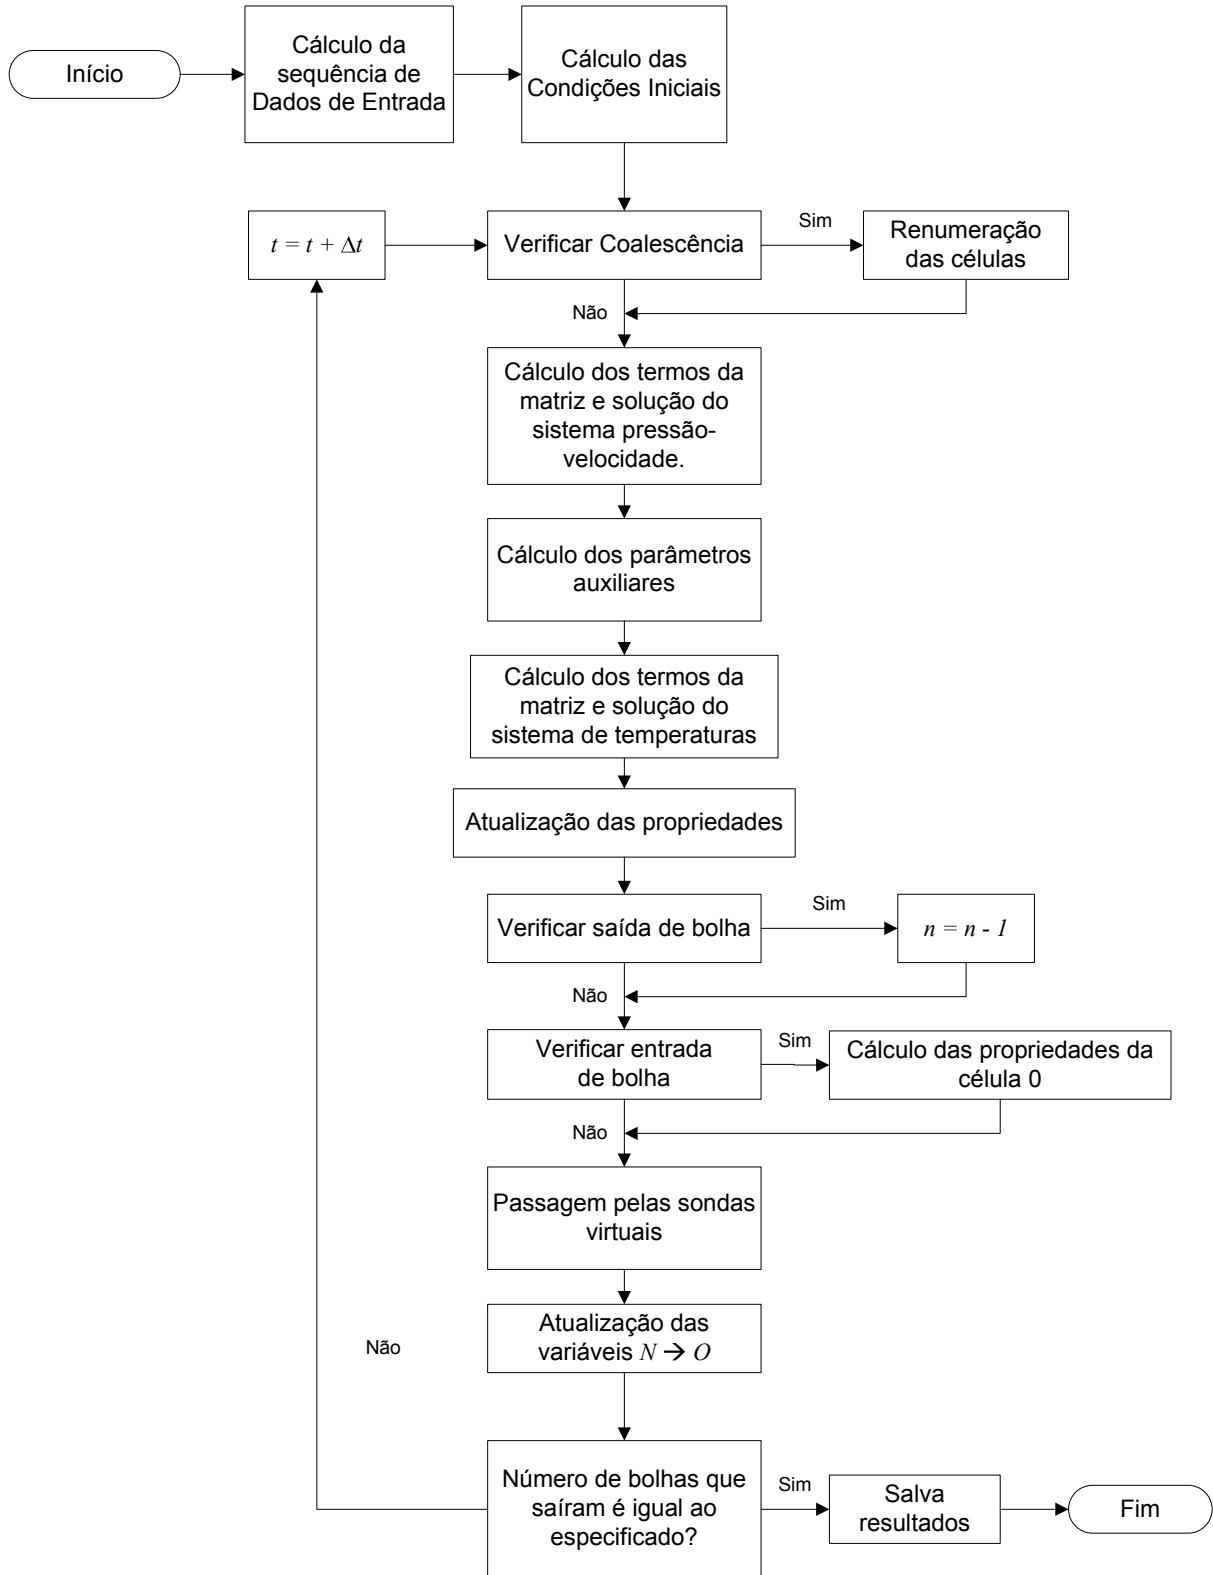 Início
Cálculo da
sequência de
Dados de Entrada
Cálculo das
Condições Iniciais
t = t + Δt
Verificar Coalescência
Sim
Renumeração
das células
Não
Cálculo dos termos da
matriz e solução do
sistema pressão-
velocidade.
Cálculo dos parâmetros
auxiliares
Cálculo dos termos da
matriz e solução do
sistema de temperaturas
Atualização das propriedades
Verificar saída de bolha
Sim
n = n - 1
Não
Verificar entrada
de bolha
Sim
Cálculo das propriedades da
célula 0
Não
Passagem pelas sondas
virtuais
Atualização das
variáveis N → O
Não
Número de bolhas que
saíram é igual ao
especificado?
Sim
Salva
resultados
Fim